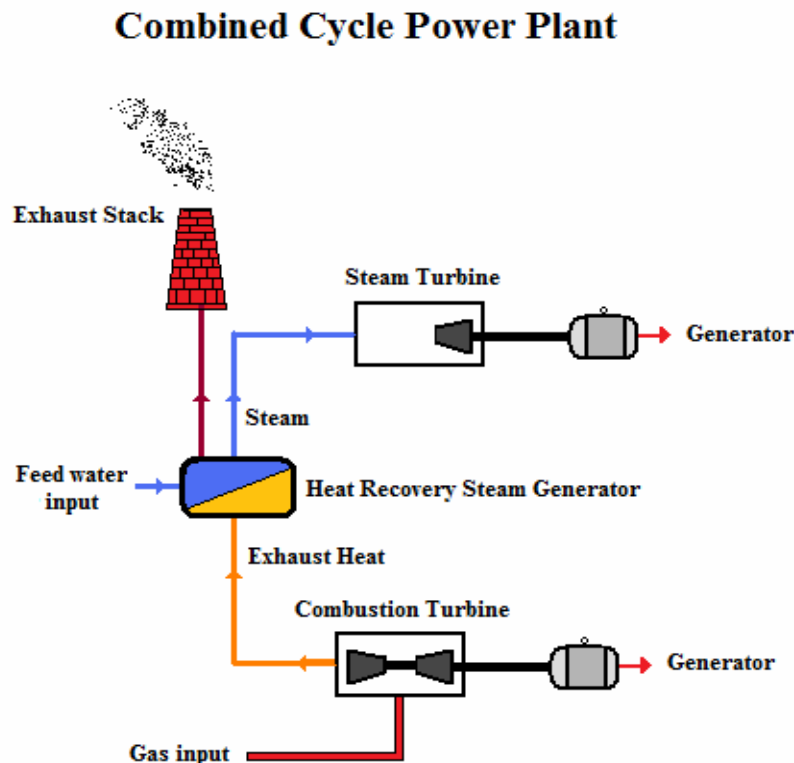 Combined Cycle Power Plant
Exhaust Stack
Steam Turbine
Generator
Steam
Feed water
input
Heat Recovery Steam Generator
Exhaust Heat
Combustion Turbine
Generator
Gas input